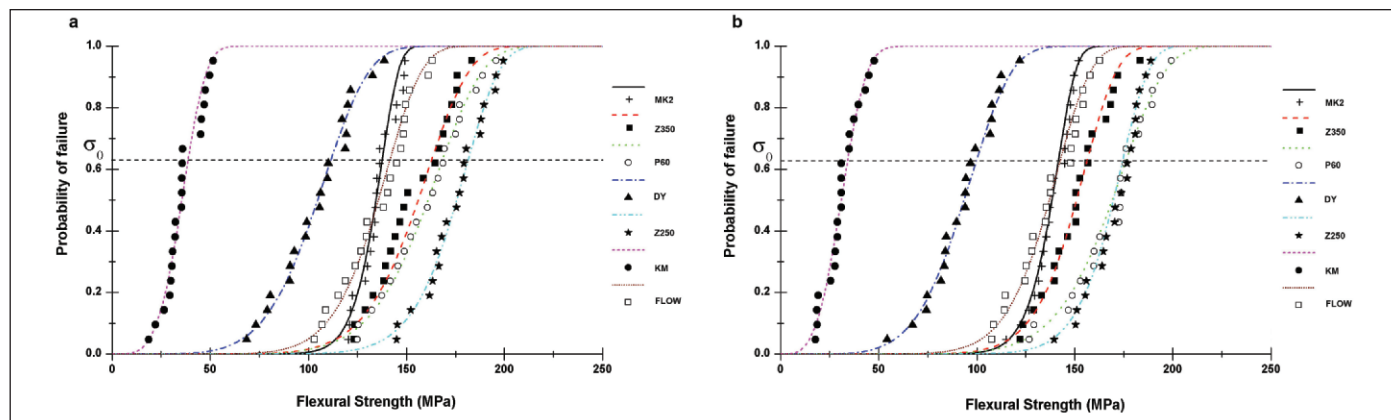 a
Probability of failure
1.0
0.8
σ0
0.6
0.4
0.2
0.0
0
50
100
150
200
250
Flexural Strength (MPa)
MK2
Z350
P60
DY
Z250
KM
FLOW
b
Probability of failure
1.0
0.8
σ0
0.6
0.4
0.2
0.0
0
50
100
150
200
250
Flexural Strength (MPa)
MK2
Z350
P60
DY
Z250
KM
FLOW